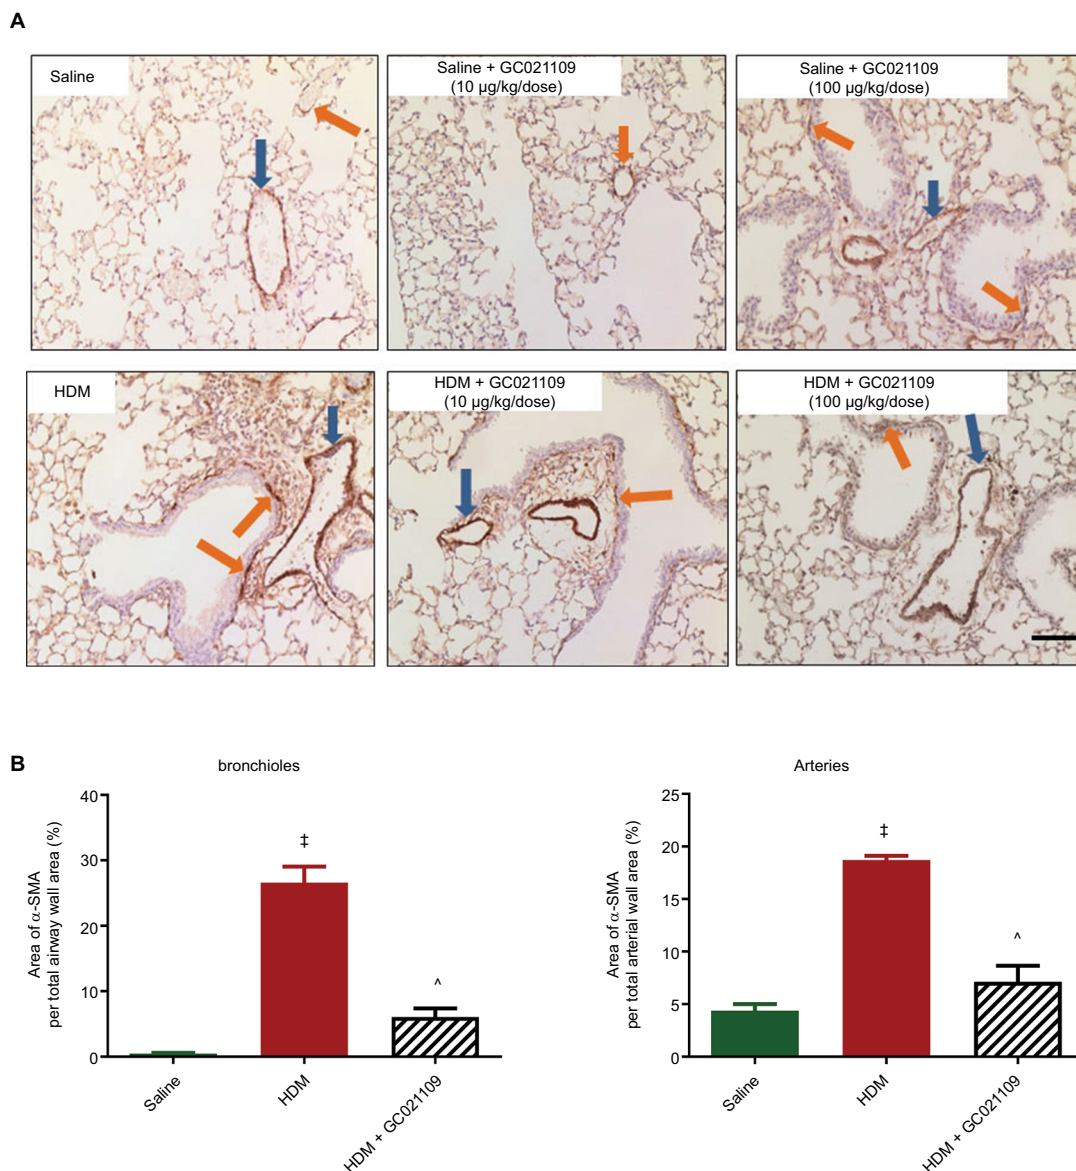 A
Saline
Saline + GC021109
(10 µg/kg/dose)
Saline + GC021109
(100 µg/kg/dose)
HDM
HDM + GC021109
(10 µg/kg/dose)
HDM + GC021109
(100 µg/kg/dose)
B
bronchioles
Area of α-SMA
per total airway wall area (%)
40
30
20
10
0
‡
^
Saline
HDM
HDM + GC021109
Arteries
Area of α-SMA
per total arterial wall area (%)
25
20
15
10
5
0
‡
^
Saline
HDM
HDM + GC021109